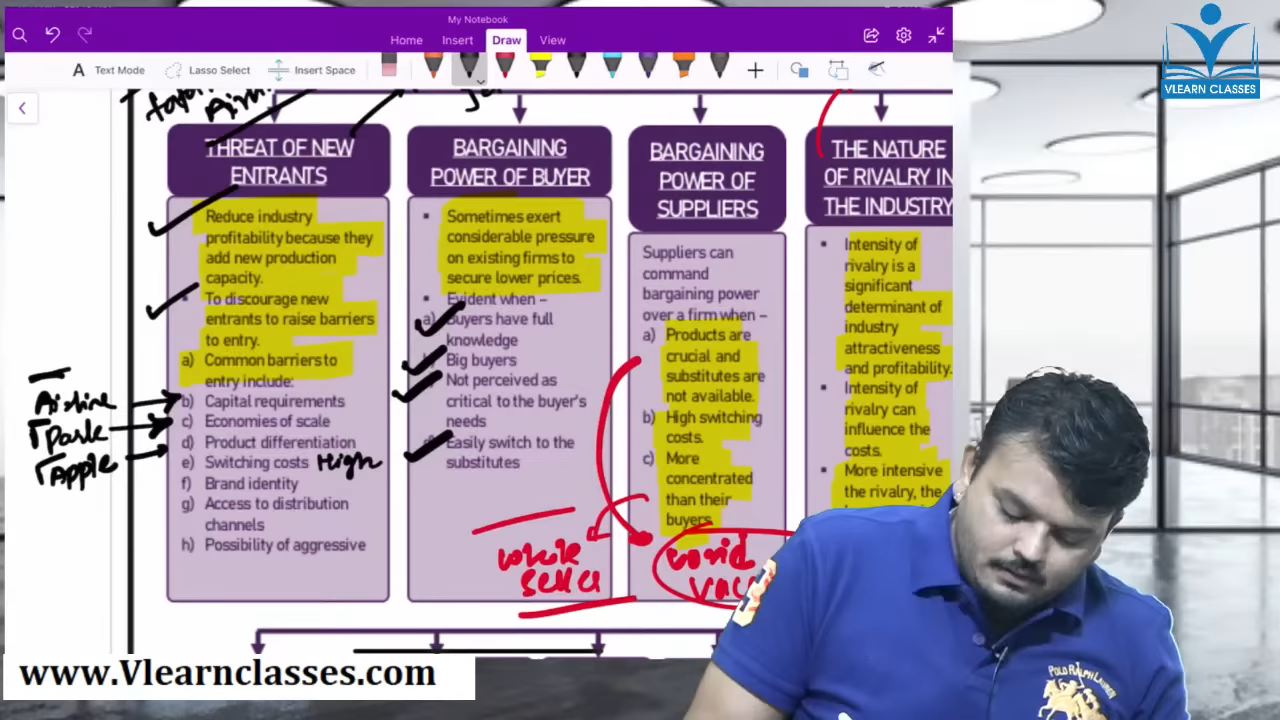 My Notebook
Home Insert Draw View
A Text Mode Lasso Select Insert Space
VLEARN CLASSES
THREAT OF NEW
ENTRANTS
Reduce industry
profitability because they
add new production
capacity.
To discourage new
entrants to raise barriers
to entry.
a) Common barriers to
entry include:
b) Capital requirements
c) Economies of scale
d) Product differentiation
e) Switching costs High
f) Brand identity
g) Access to distribution
channels
h) Possibility of aggressive
Airline
Apple
BARGAINING
POWER OF BUYER
Sometimes exert
considerable pressure
on existing firms to
secure lower prices.
Evident when –
a) Buyers have full
knowledge
Big buyers
Not perceived as
critical to the buyer's
needs
Easily switch to the
substitutes
BARGAINING
POWER OF
SUPPLIERS
Suppliers can
command
bargaining power
over a firm when –
a) Products are
crucial and
substitutes are
not available.
b) High switching
costs.
c) More
concentrated
than their
buyers
whole
seller
covid
vac
THE NATURE
OF RIVALRY IN
THE INDUSTRY
Intensity of
rivalry is a
significant
determinant of
industry
attractiveness
and profitability.
Intensity of
rivalry can
influence the
costs.
More intensive
the rivalry, the
POLO RALPH LAUREN
www.Vlearnclasses.com